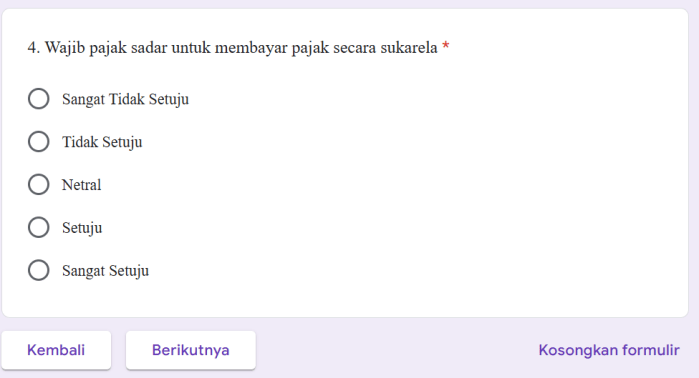 4. Wajib pajak sadar untuk membayar pajak secara sukarela *
Sangat Tidak Setuju
Tidak Setuju
Netral
Setuju
Sangat Setuju
Kembali
Berikutnya
Kosongkan formulir